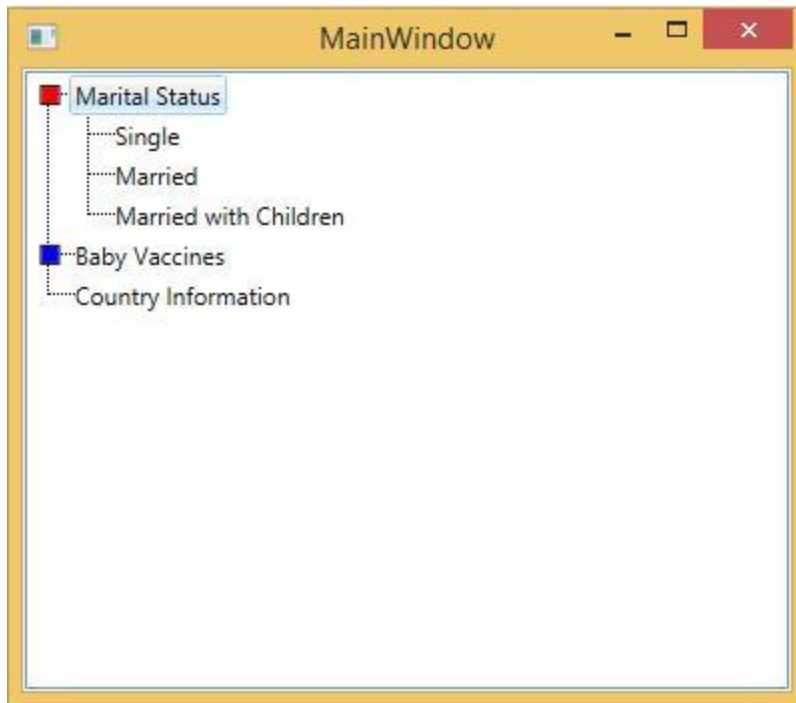 MainWindow
Marital Status
Single
Married
Married with Children
Baby Vaccines
Country Information